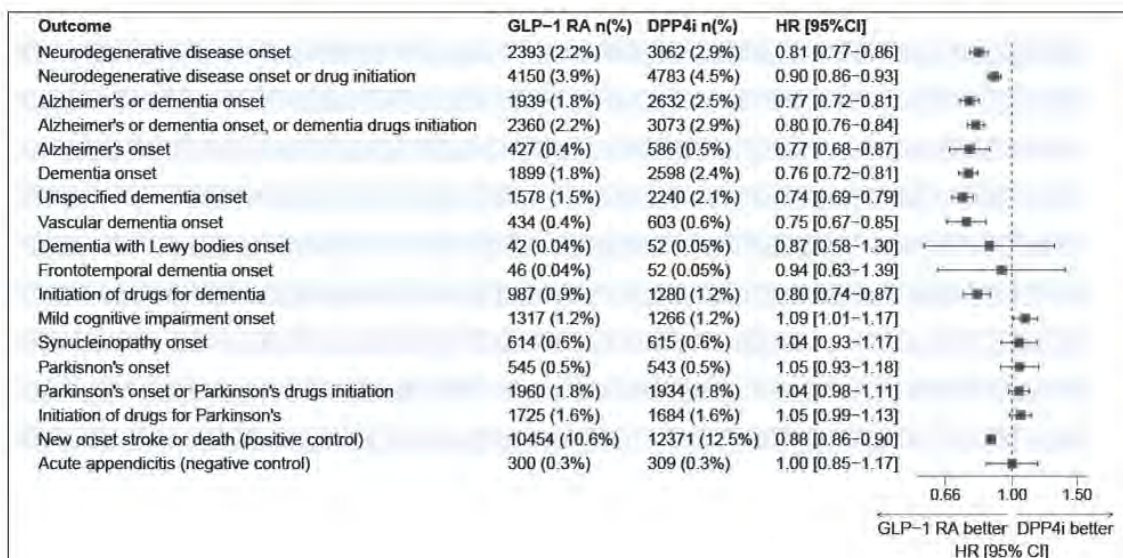 Outcome GLP−1 RA n(%) DPP4i n(%) HR [95%CI]
Neurodegenerative disease onset 2393 (2.2%) 3062 (2.9%) 0.81 [0.77−0.86]
Neurodegenerative disease onset or drug initiation 4150 (3.9%) 4783 (4.5%) 0.90 [0.86−0.93]
Alzheimer's or dementia onset 1939 (1.8%) 2632 (2.5%) 0.77 [0.72−0.81]
Alzheimer's or dementia onset, or dementia drugs initiation 2360 (2.2%) 3073 (2.9%) 0.80 [0.76−0.84]
Alzheimer's onset 427 (0.4%) 586 (0.5%) 0.77 [0.68−0.87]
Dementia onset 1899 (1.8%) 2598 (2.4%) 0.76 [0.72−0.81]
Unspecified dementia onset 1578 (1.5%) 2240 (2.1%) 0.74 [0.69−0.79]
Vascular dementia onset 434 (0.4%) 603 (0.6%) 0.75 [0.67−0.85]
Dementia with Lewy bodies onset 42 (0.04%) 52 (0.05%) 0.87 [0.58−1.30]
Frontotemporal dementia onset 46 (0.04%) 52 (0.05%) 0.94 [0.63−1.39]
Initiation of drugs for dementia 987 (0.9%) 1280 (1.2%) 0.80 [0.74−0.87]
Mild cognitive impairment onset 1317 (1.2%) 1266 (1.2%) 1.09 [1.01−1.17]
Synucleinopathy onset 614 (0.6%) 615 (0.6%) 1.04 [0.93−1.17]
Parkisnon's onset 545 (0.5%) 543 (0.5%) 1.05 [0.93−1.18]
Parkinson's onset or Parkinson's drugs initiation 1960 (1.8%) 1934 (1.8%) 1.04 [0.98−1.11]
Initiation of drugs for Parkinson's 1725 (1.6%) 1684 (1.6%) 1.05 [0.99−1.13]
New onset stroke or death (positive control) 10454 (10.6%) 12371 (12.5%) 0.88 [0.86−0.90]
Acute appendicitis (negative control) 300 (0.3%) 309 (0.3%) 1.00 [0.85−1.17]
0.66 1.00 1.50
GLP−1 RA better DPP4i better
HR [95% CI]